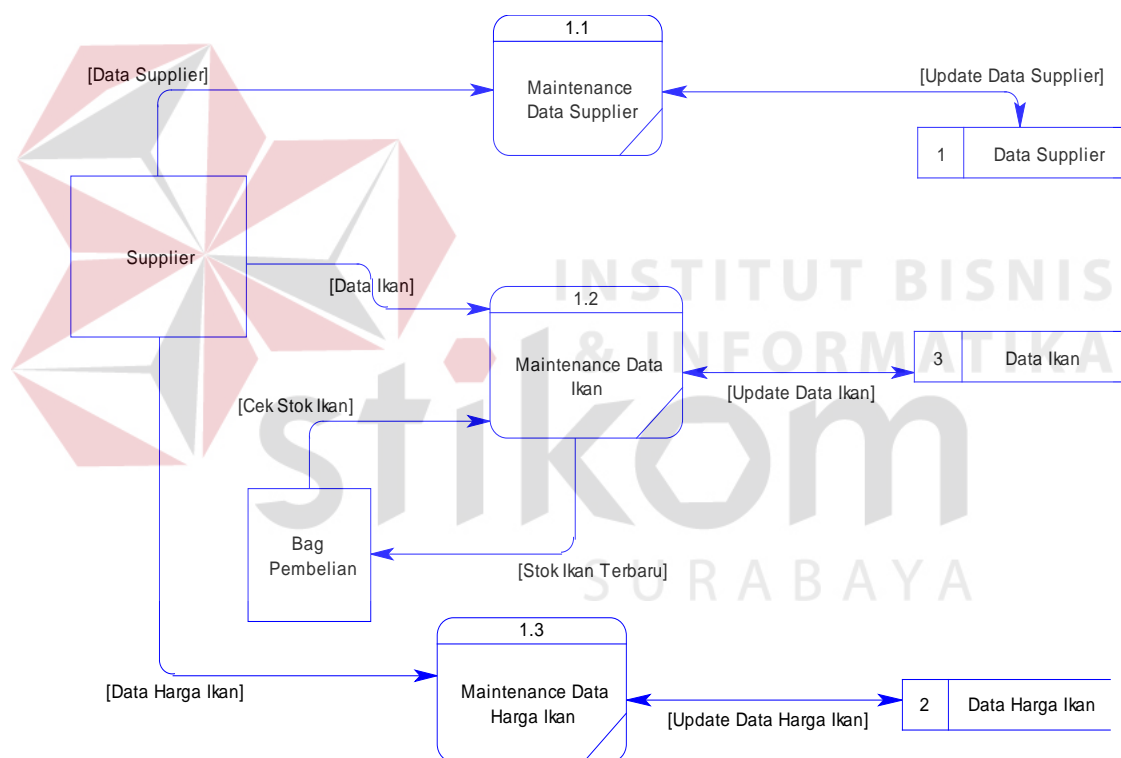 1.1
[Data Supplier]
Maintenance
Data Supplier
[Update Data Supplier]
1 Data Supplier
Supplier
[Data Ikan]
INSTITUT BISNIS
& INFORMATIKA
1.2
Maintenance Data
Ikan
3 Data Ikan
[Update Data Ikan]
[Cek Stok Ikan]
stikom
SURABAYA
Bag
Pembelian
[Stok Ikan Terbaru]
1.3
[Data Harga Ikan]
Maintenance Data
Harga Ikan
[Update Data Harga Ikan]
2 Data Harga Ikan